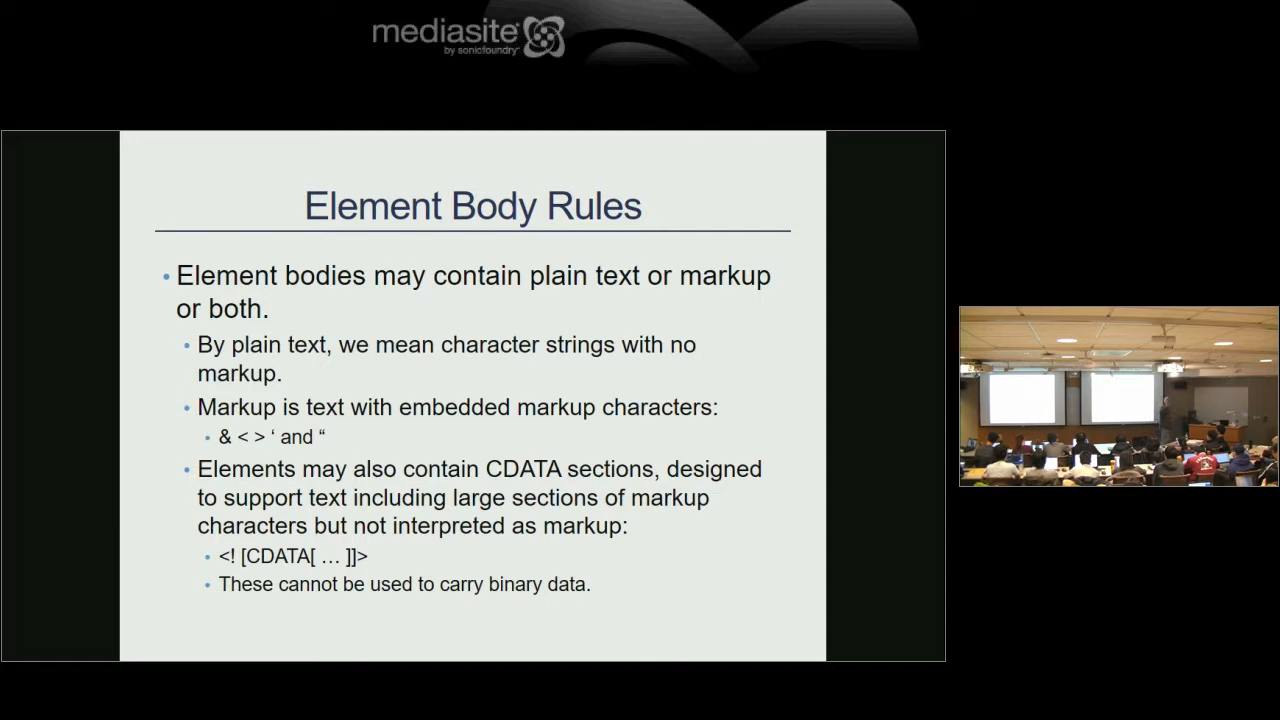 mediasite
by sonicfoundry
Element Body Rules
• Element bodies may contain plain text or markup
or both.
• By plain text, we mean character strings with no
markup.
• Markup is text with embedded markup characters:
• & < > ‘ and “
• Elements may also contain CDATA sections, designed
to support text including large sections of markup
characters but not interpreted as markup:
• <! [CDATA[ … ]]>
• These cannot be used to carry binary data.